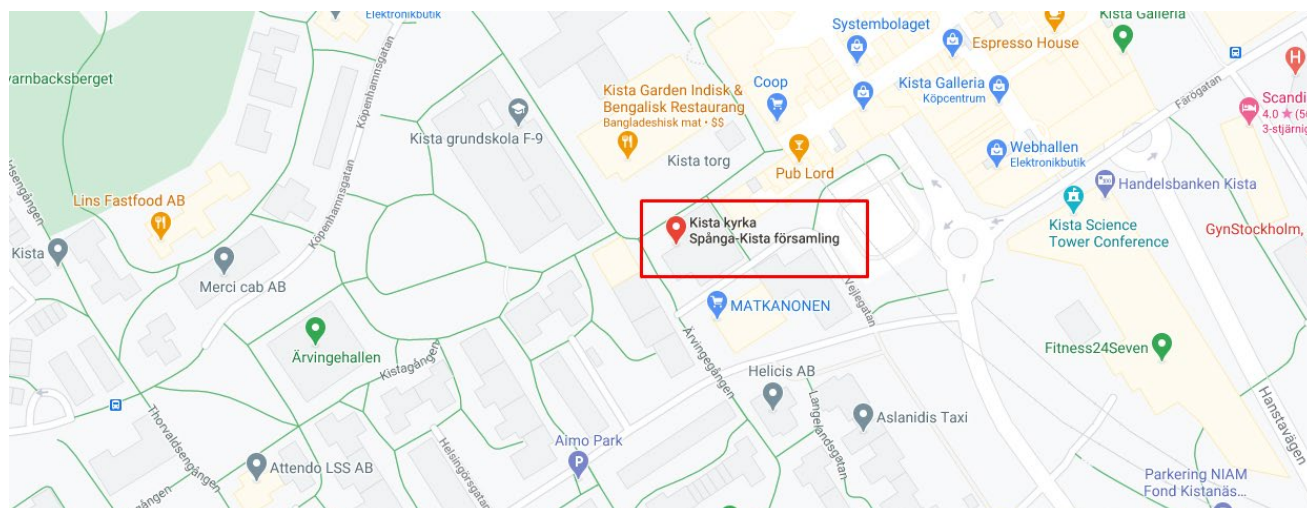 Elektronikbutik
Systembolaget
Kista Galleria
Espresso House
varnbacksberget
Köpenhamnsgatan
Kista Garden Indisk &
Bengalisk Restaurang
Bangladeshisk mat • $$
Coop
Kista Galleria
Köpcentrum
Färögatan
Scandi
4.0 ★ (50
3-stjärnig
Kista grundskola F-9
Kista torg
Pub Lord
Webhallen
Elektronikbutik
Handelsbanken Kista
Lins Fastfood AB
Köpenhamnsgatan
Kista kyrka
Spånga-Kista församling
Kista Science
Tower Conference
GynStockholm,
Kista
Merci cab AB
MATKANONEN
Vejlegatan
Ärvingehallen
Kistagången
Ärvingegången
Helicis AB
Fitness24Seven
Thorvaldsengången
Helsingörsgatan
Aimo Park
Langelandsgatan
Aslanidis Taxi
Hanstavägen
Attendo LSS AB
P
Parkering NIAM
Fond Kistanäs...